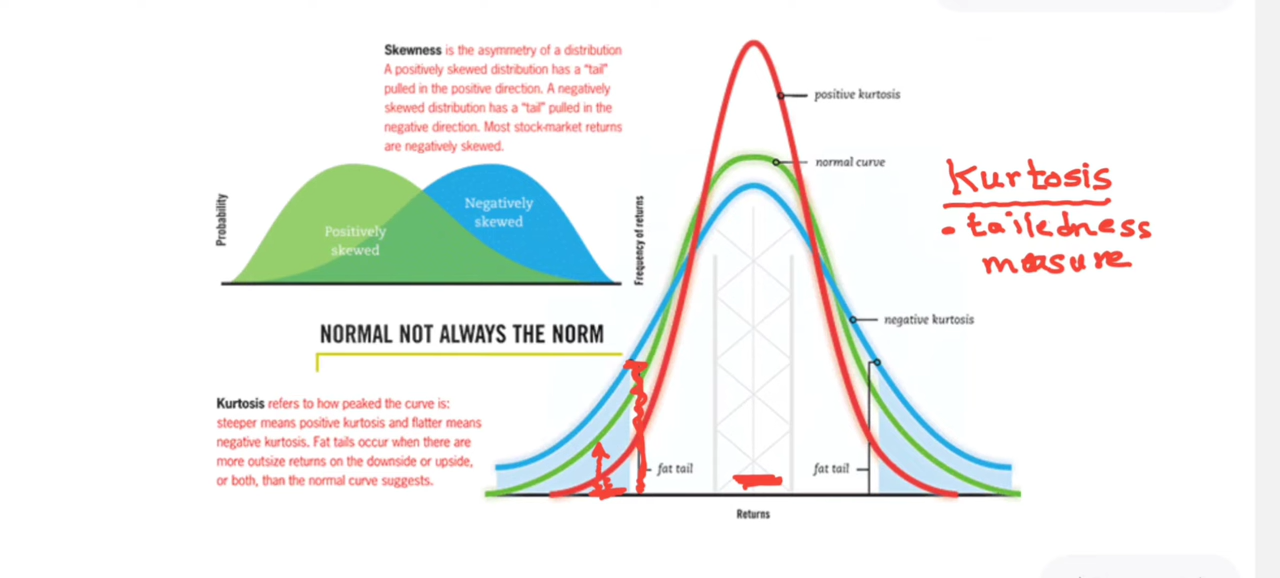 Skewness is the asymmetry of a distribution
A positively skewed distribution has a "tail"
pulled in the positive direction. A negatively
skewed distribution has a "tail" pulled in the
negative direction. Most stock-market returns
are negatively skewed.
Probability
Positively
skewed
Negatively
skewed
NORMAL NOT ALWAYS THE NORM
Kurtosis refers to how peaked the curve is:
steeper means positive kurtosis and flatter means
negative kurtosis. Fat tails occur when there are
more outsize returns on the downside or upside,
or both, than the normal curve suggests.
Frequency of returns
positive kurtosis
normal curve
negative kurtosis
fat tail
fat tail
Returns
Kurtosis
• tailedness
measure